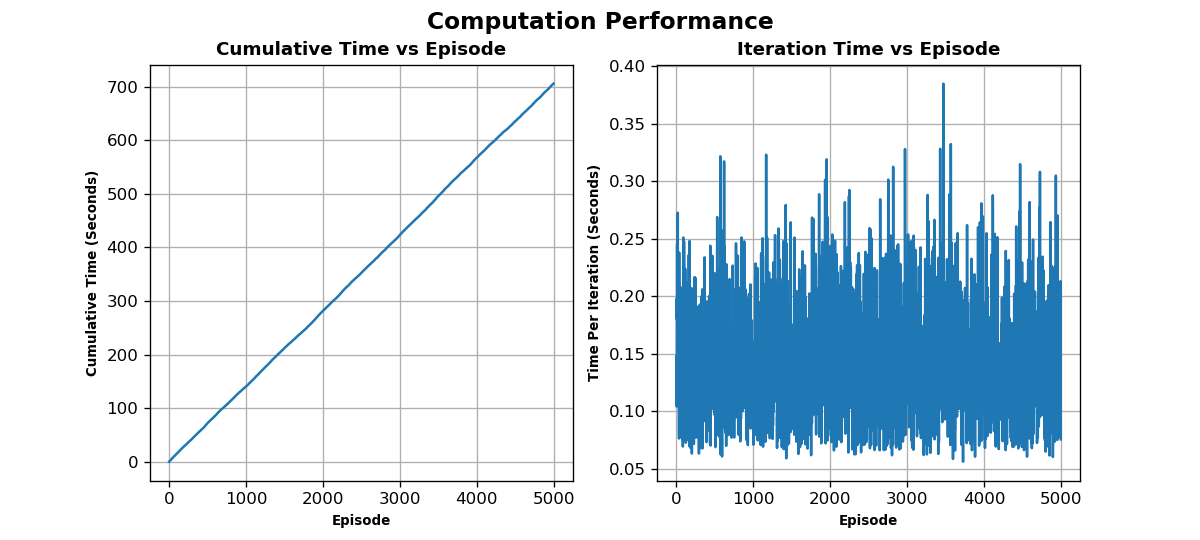 Computation Performance
Cumulative Time vs Episode
Cumulative Time (Seconds)
700
600
500
400
300
200
100
0
0 1000 2000 3000 4000 5000
Episode
Iteration Time vs Episode
Time Per Iteration (Seconds)
0.40
0.35
0.30
0.25
0.20
0.15
0.10
0.05
0 1000 2000 3000 4000 5000
Episode